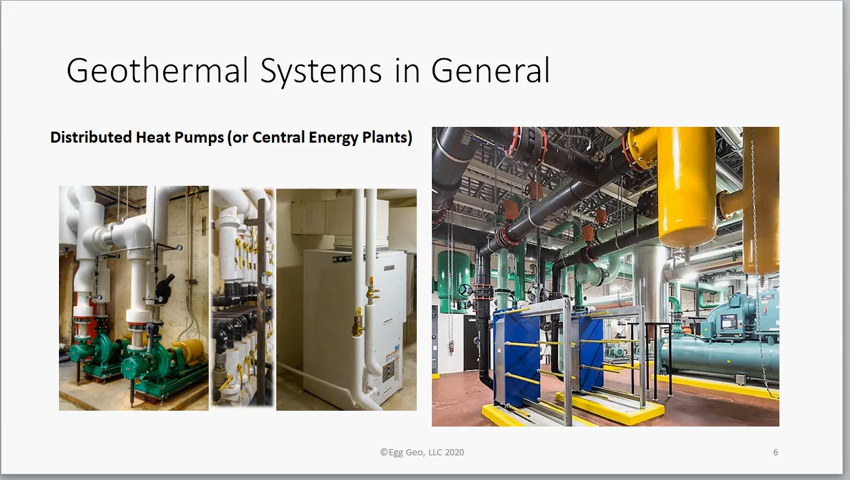 Geothermal Systems in General
Distributed Heat Pumps (or Central Energy Plants)
©Egg Geo, LLC 2020
6